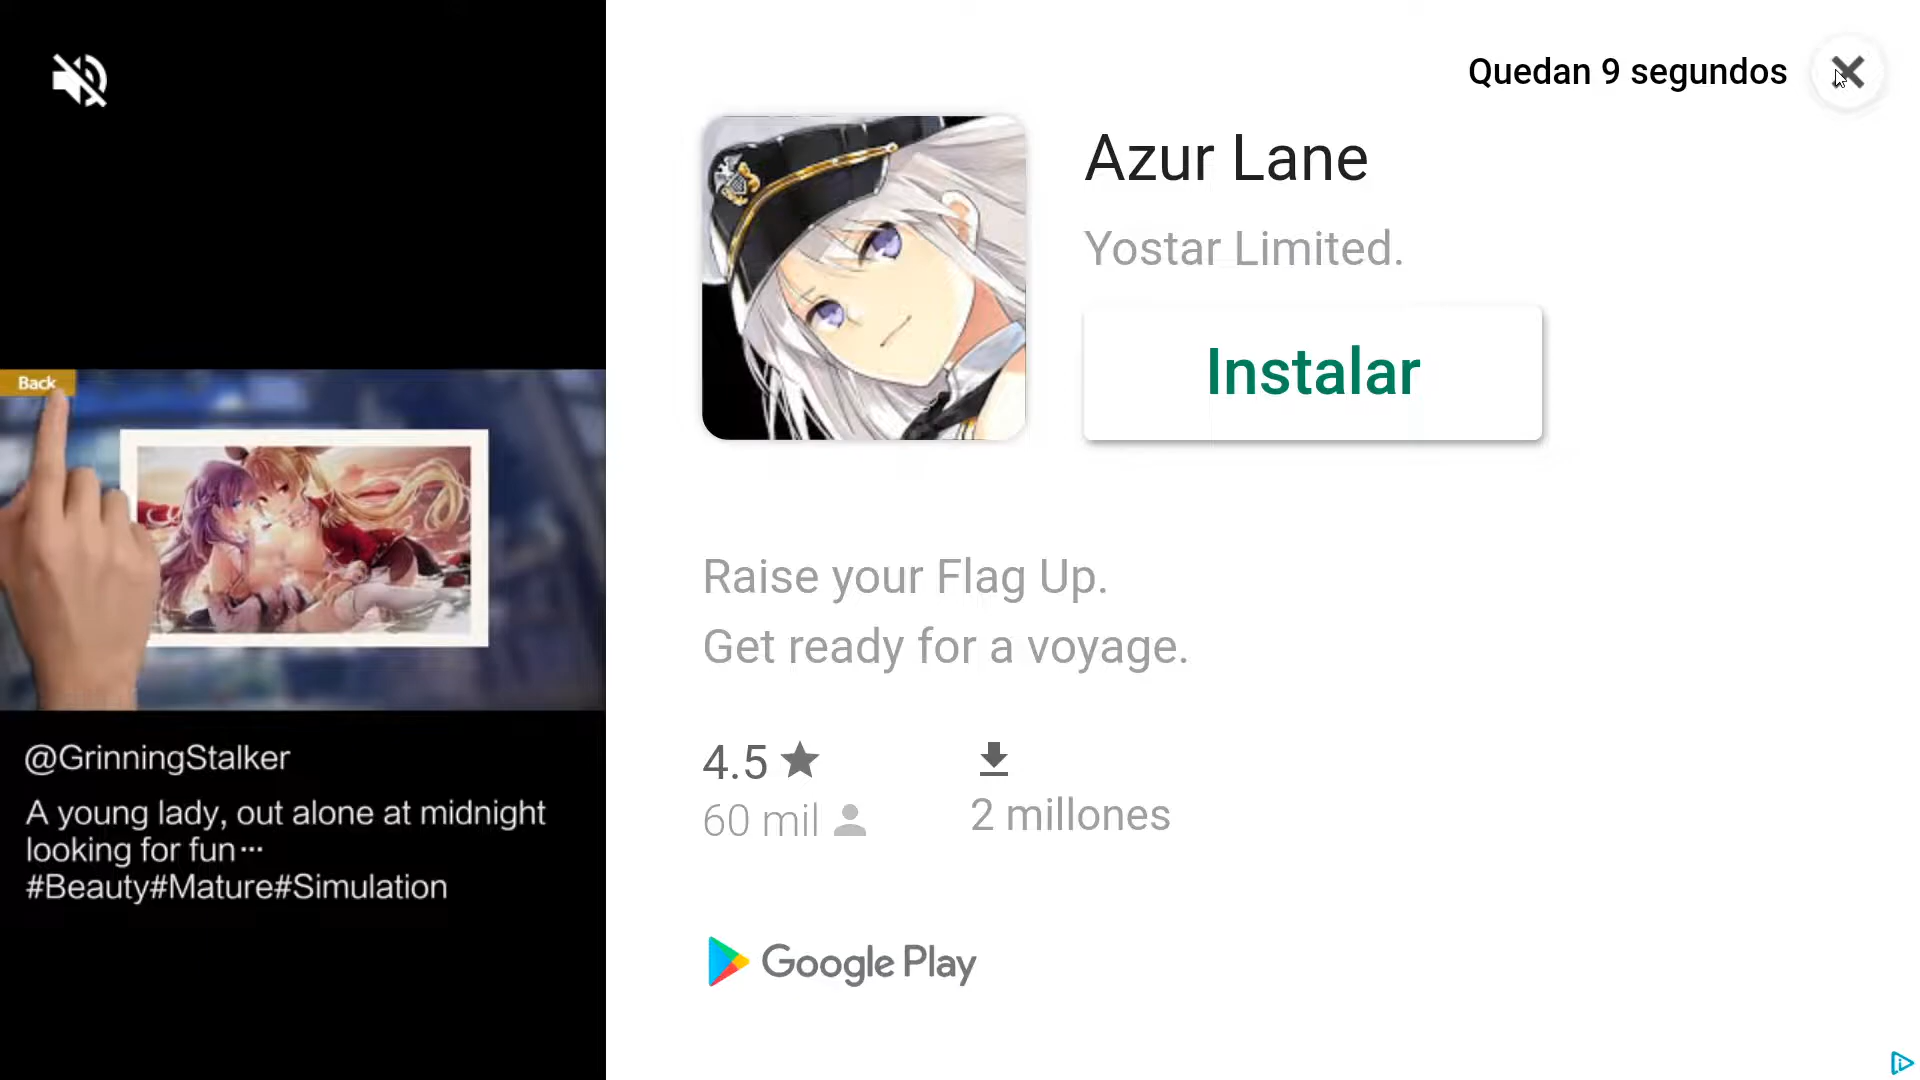 Quedan 9 segundos
Azur Lane
Yostar Limited.
Instalar
Back
Raise your Flag Up.
Get ready for a voyage.
@GrinningStalker
A young lady, out alone at midnight
looking for fun···
#Beauty#Mature#Simulation
4.5
60 mil
2 millones
Google Play